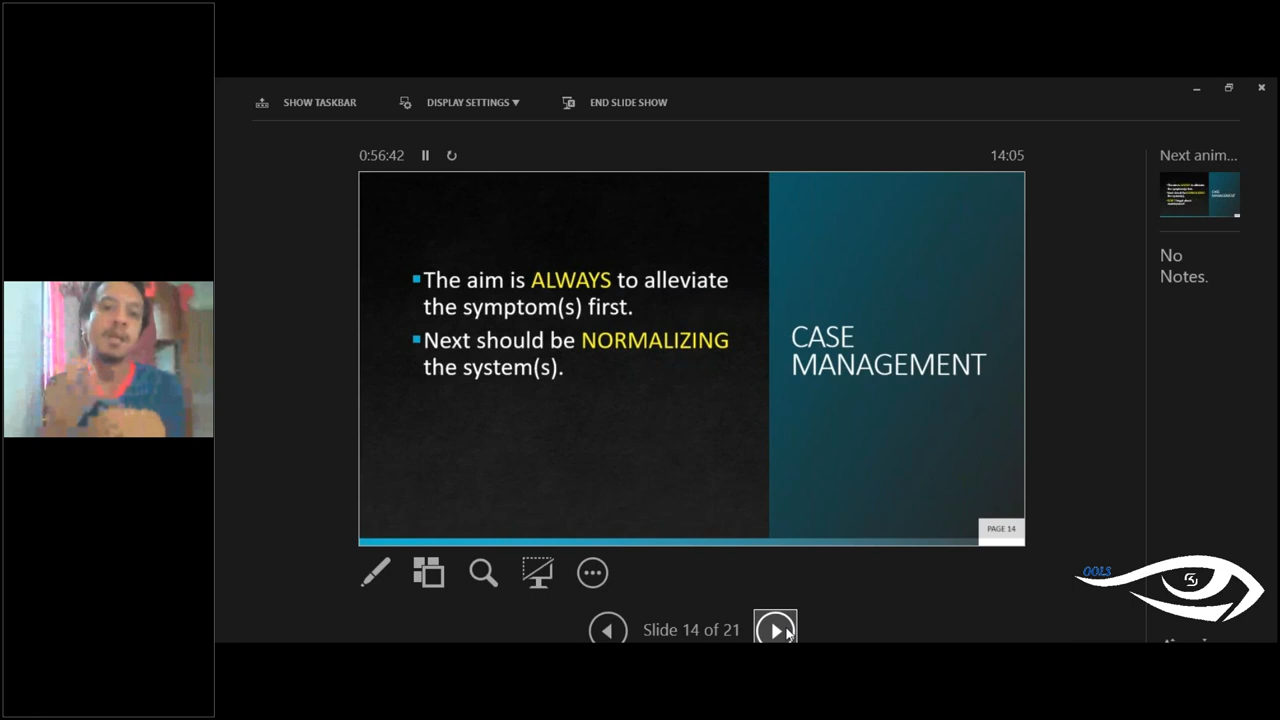 SHOW TASKBAR
DISPLAY SETTINGS ▼
END SLIDE SHOW
0:56:42
14:05
Next anim...
The aim is ALWAYS to alleviate
the symptom(s) first.
Next should be NORMALIZING
the system(s).
CASE
MANAGEMENT
PAGE 14
No
Notes.
OOLS
Slide 14 of 21